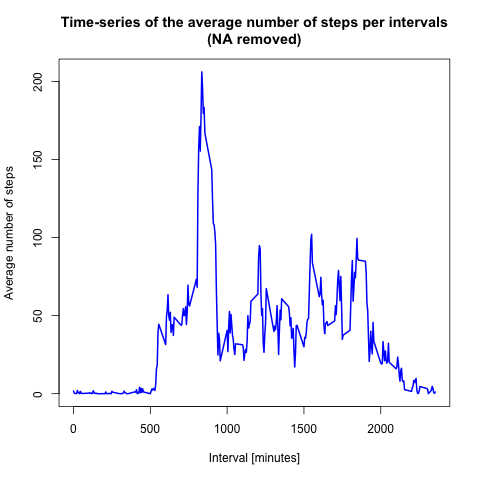 Time-series of the average number of steps per intervals
(NA removed)
Average number of steps
200
150
100
50
0
0 500 1000 1500 2000
Interval [minutes]